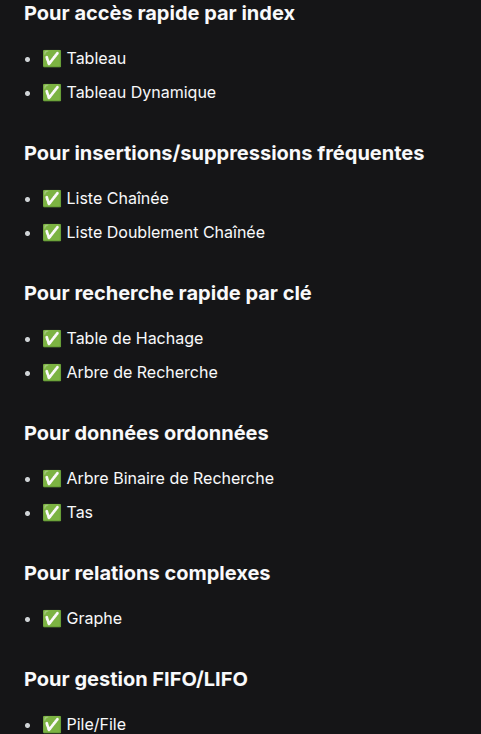 Pour accès rapide par index
• ✅ Tableau
• ✅ Tableau Dynamique
Pour insertions/suppressions fréquentes
• ✅ Liste Chaînée
• ✅ Liste Doublement Chaînée
Pour recherche rapide par clé
• ✅ Table de Hachage
• ✅ Arbre de Recherche
Pour données ordonnées
• ✅ Arbre Binaire de Recherche
• ✅ Tas
Pour relations complexes
• ✅ Graphe
Pour gestion FIFO/LIFO
• ✅ Pile/File